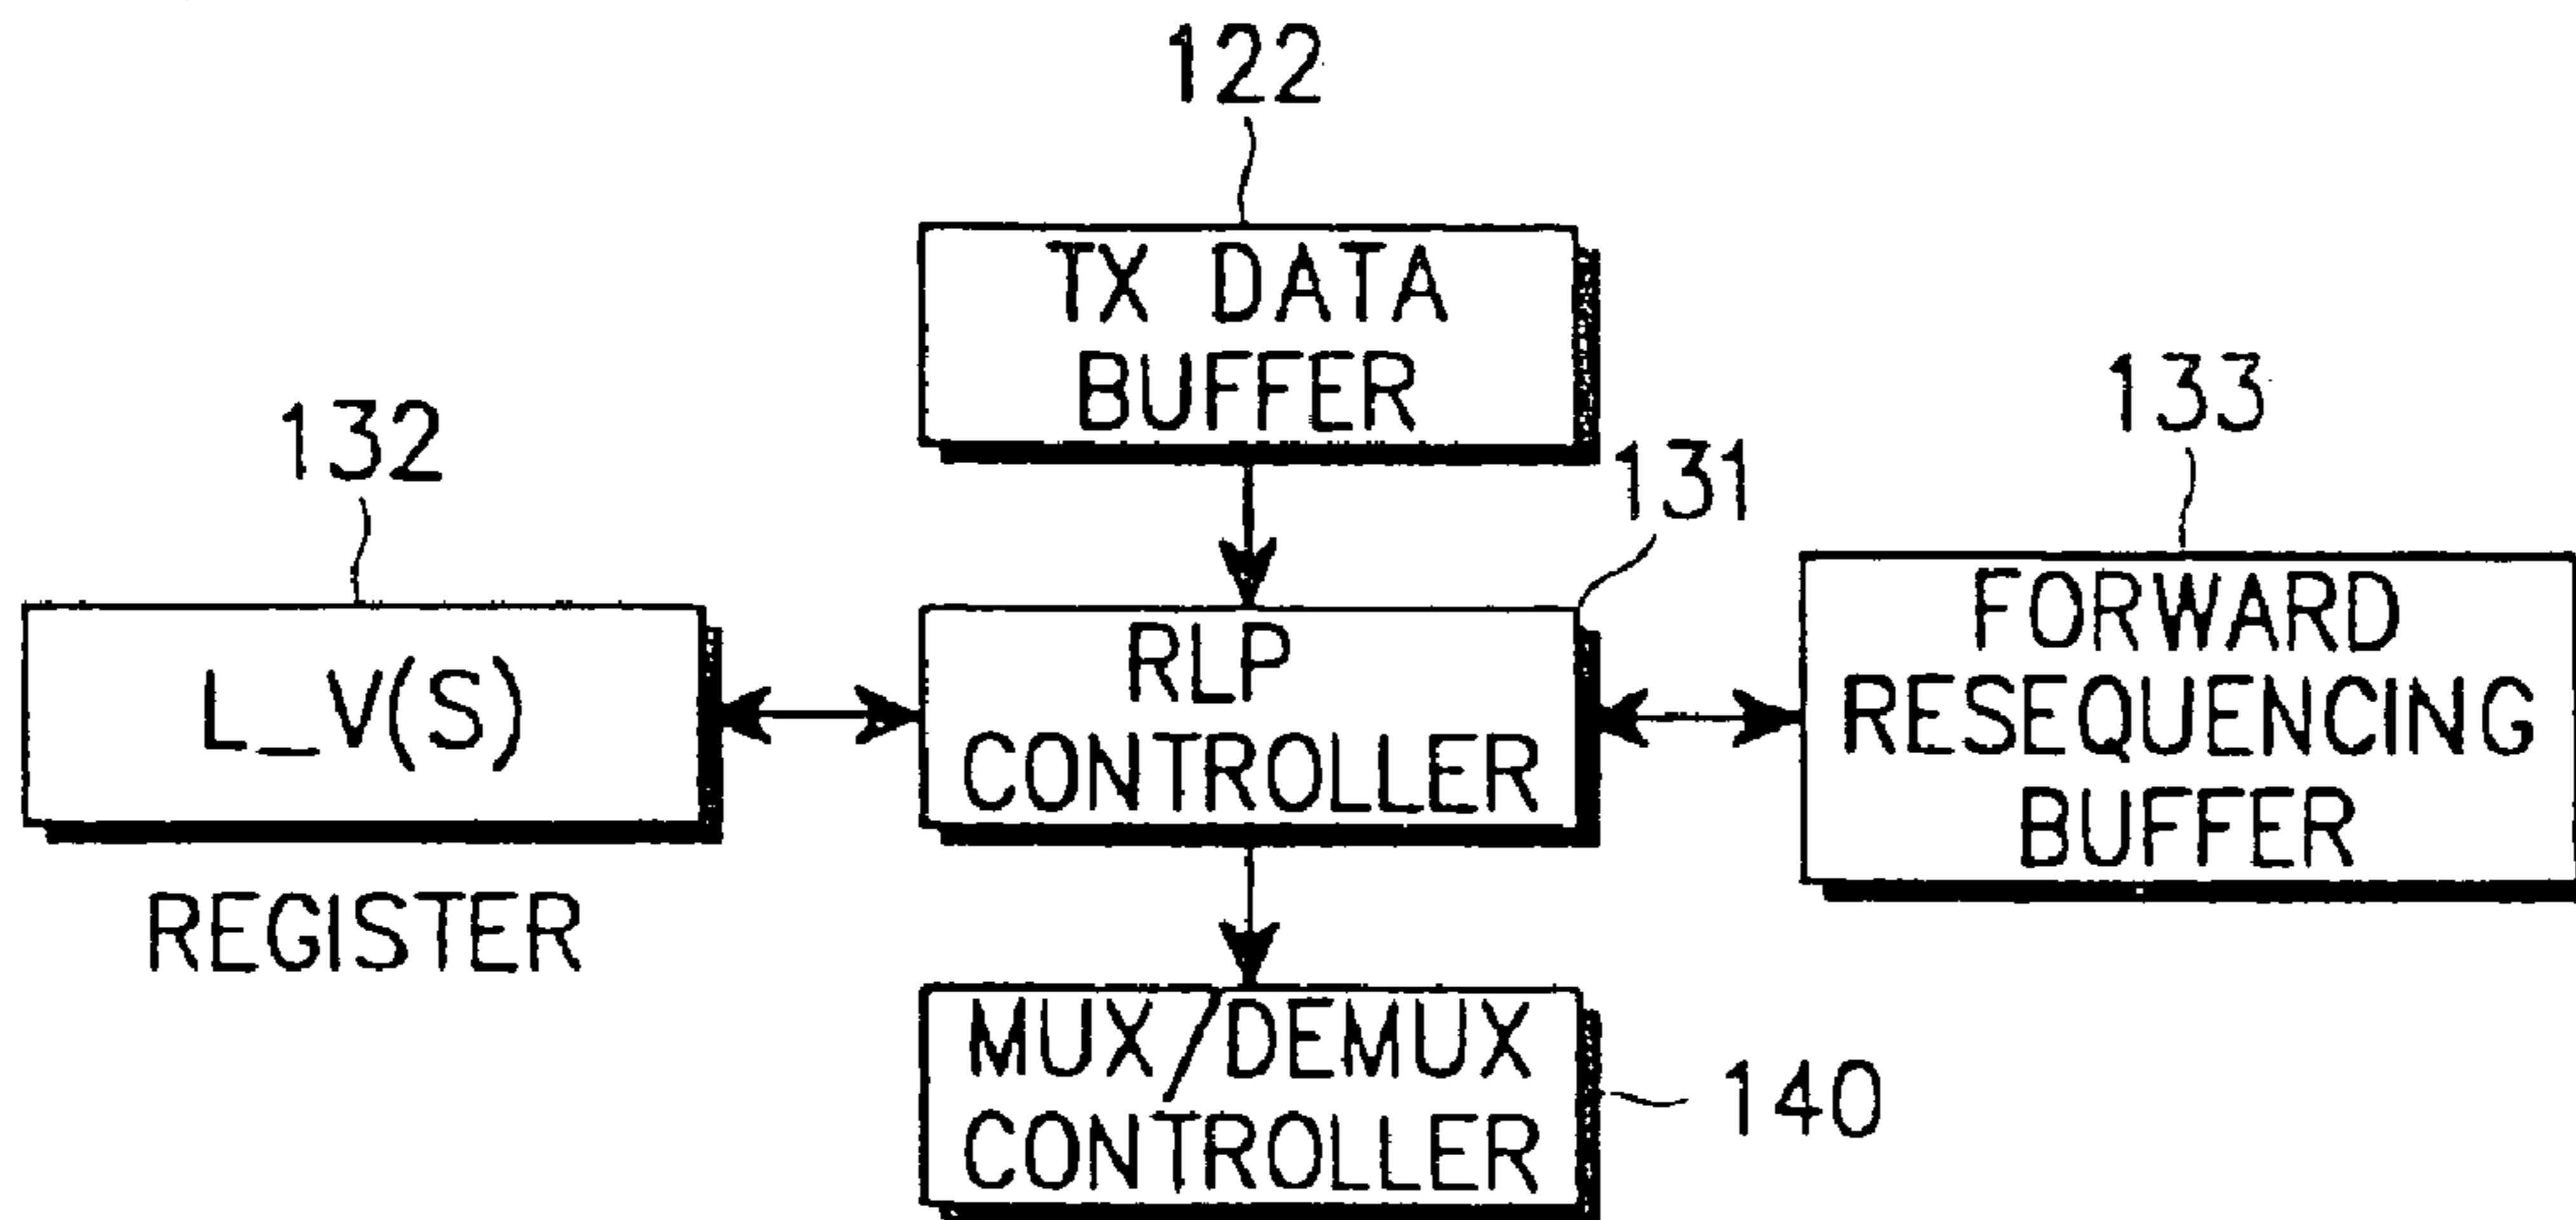 122
TX DATA
BUFFER
132
131
133
L_V(S)
REGISTER
RLP
CONTROLLER
FORWARD
RESEQUENCING
BUFFER
MUX/DEMUX
CONTROLLER
140